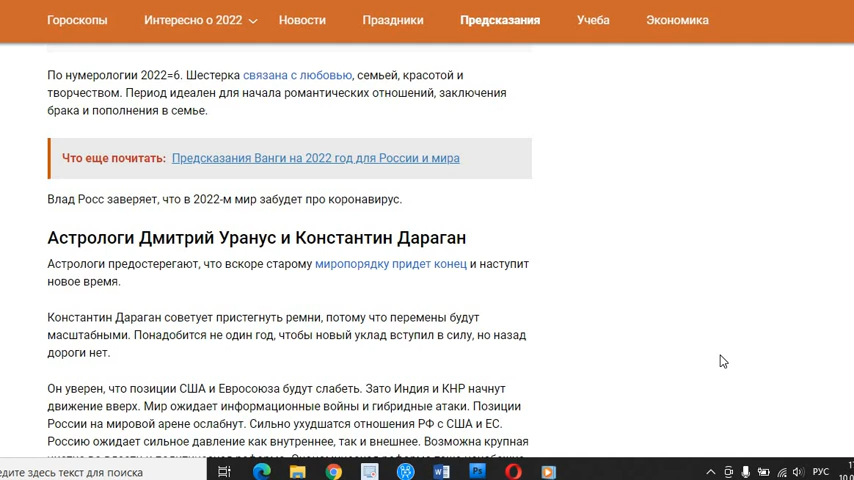 Гороскопы Интересно о 2022 Новости Праздники Предсказания Учеба Экономика
По нумерологии 2022=6. Шестерка связана с любовью, семьей, красотой и
творчеством. Период идеален для начала романтических отношений, заключения
брака и пополнения в семье.
Что еще почитать: Предсказания Ванги на 2022 год для России и мира
Влад Росс заверяет, что в 2022-м мир забудет про коронавирус.
Астрологи Дмитрий Уранус и Константин Дараган
Астрологи предостерегают, что вскоре старому миропорядку придет конец и наступит
новое время.
Константин Дараган советует пристегнуть ремни, потому что перемены будут
масштабными. Понадобится не один год, чтобы новый уклад вступил в силу, но назад
дороги нет.
Он уверен, что позиции США и Евросоюза будут слабеть. Зато Индия и КНР начнут
движение вверх. Мир ожидает информационные войны и гибридные атаки. Позиции
России на мировой арене ослабнут. Сильно ухудшатся отношения РФ с США и ЕС.
Россию ожидает сильное давление как внутреннее, так и внешнее. Возможна крупная
едите здесь текст для поиска РУС